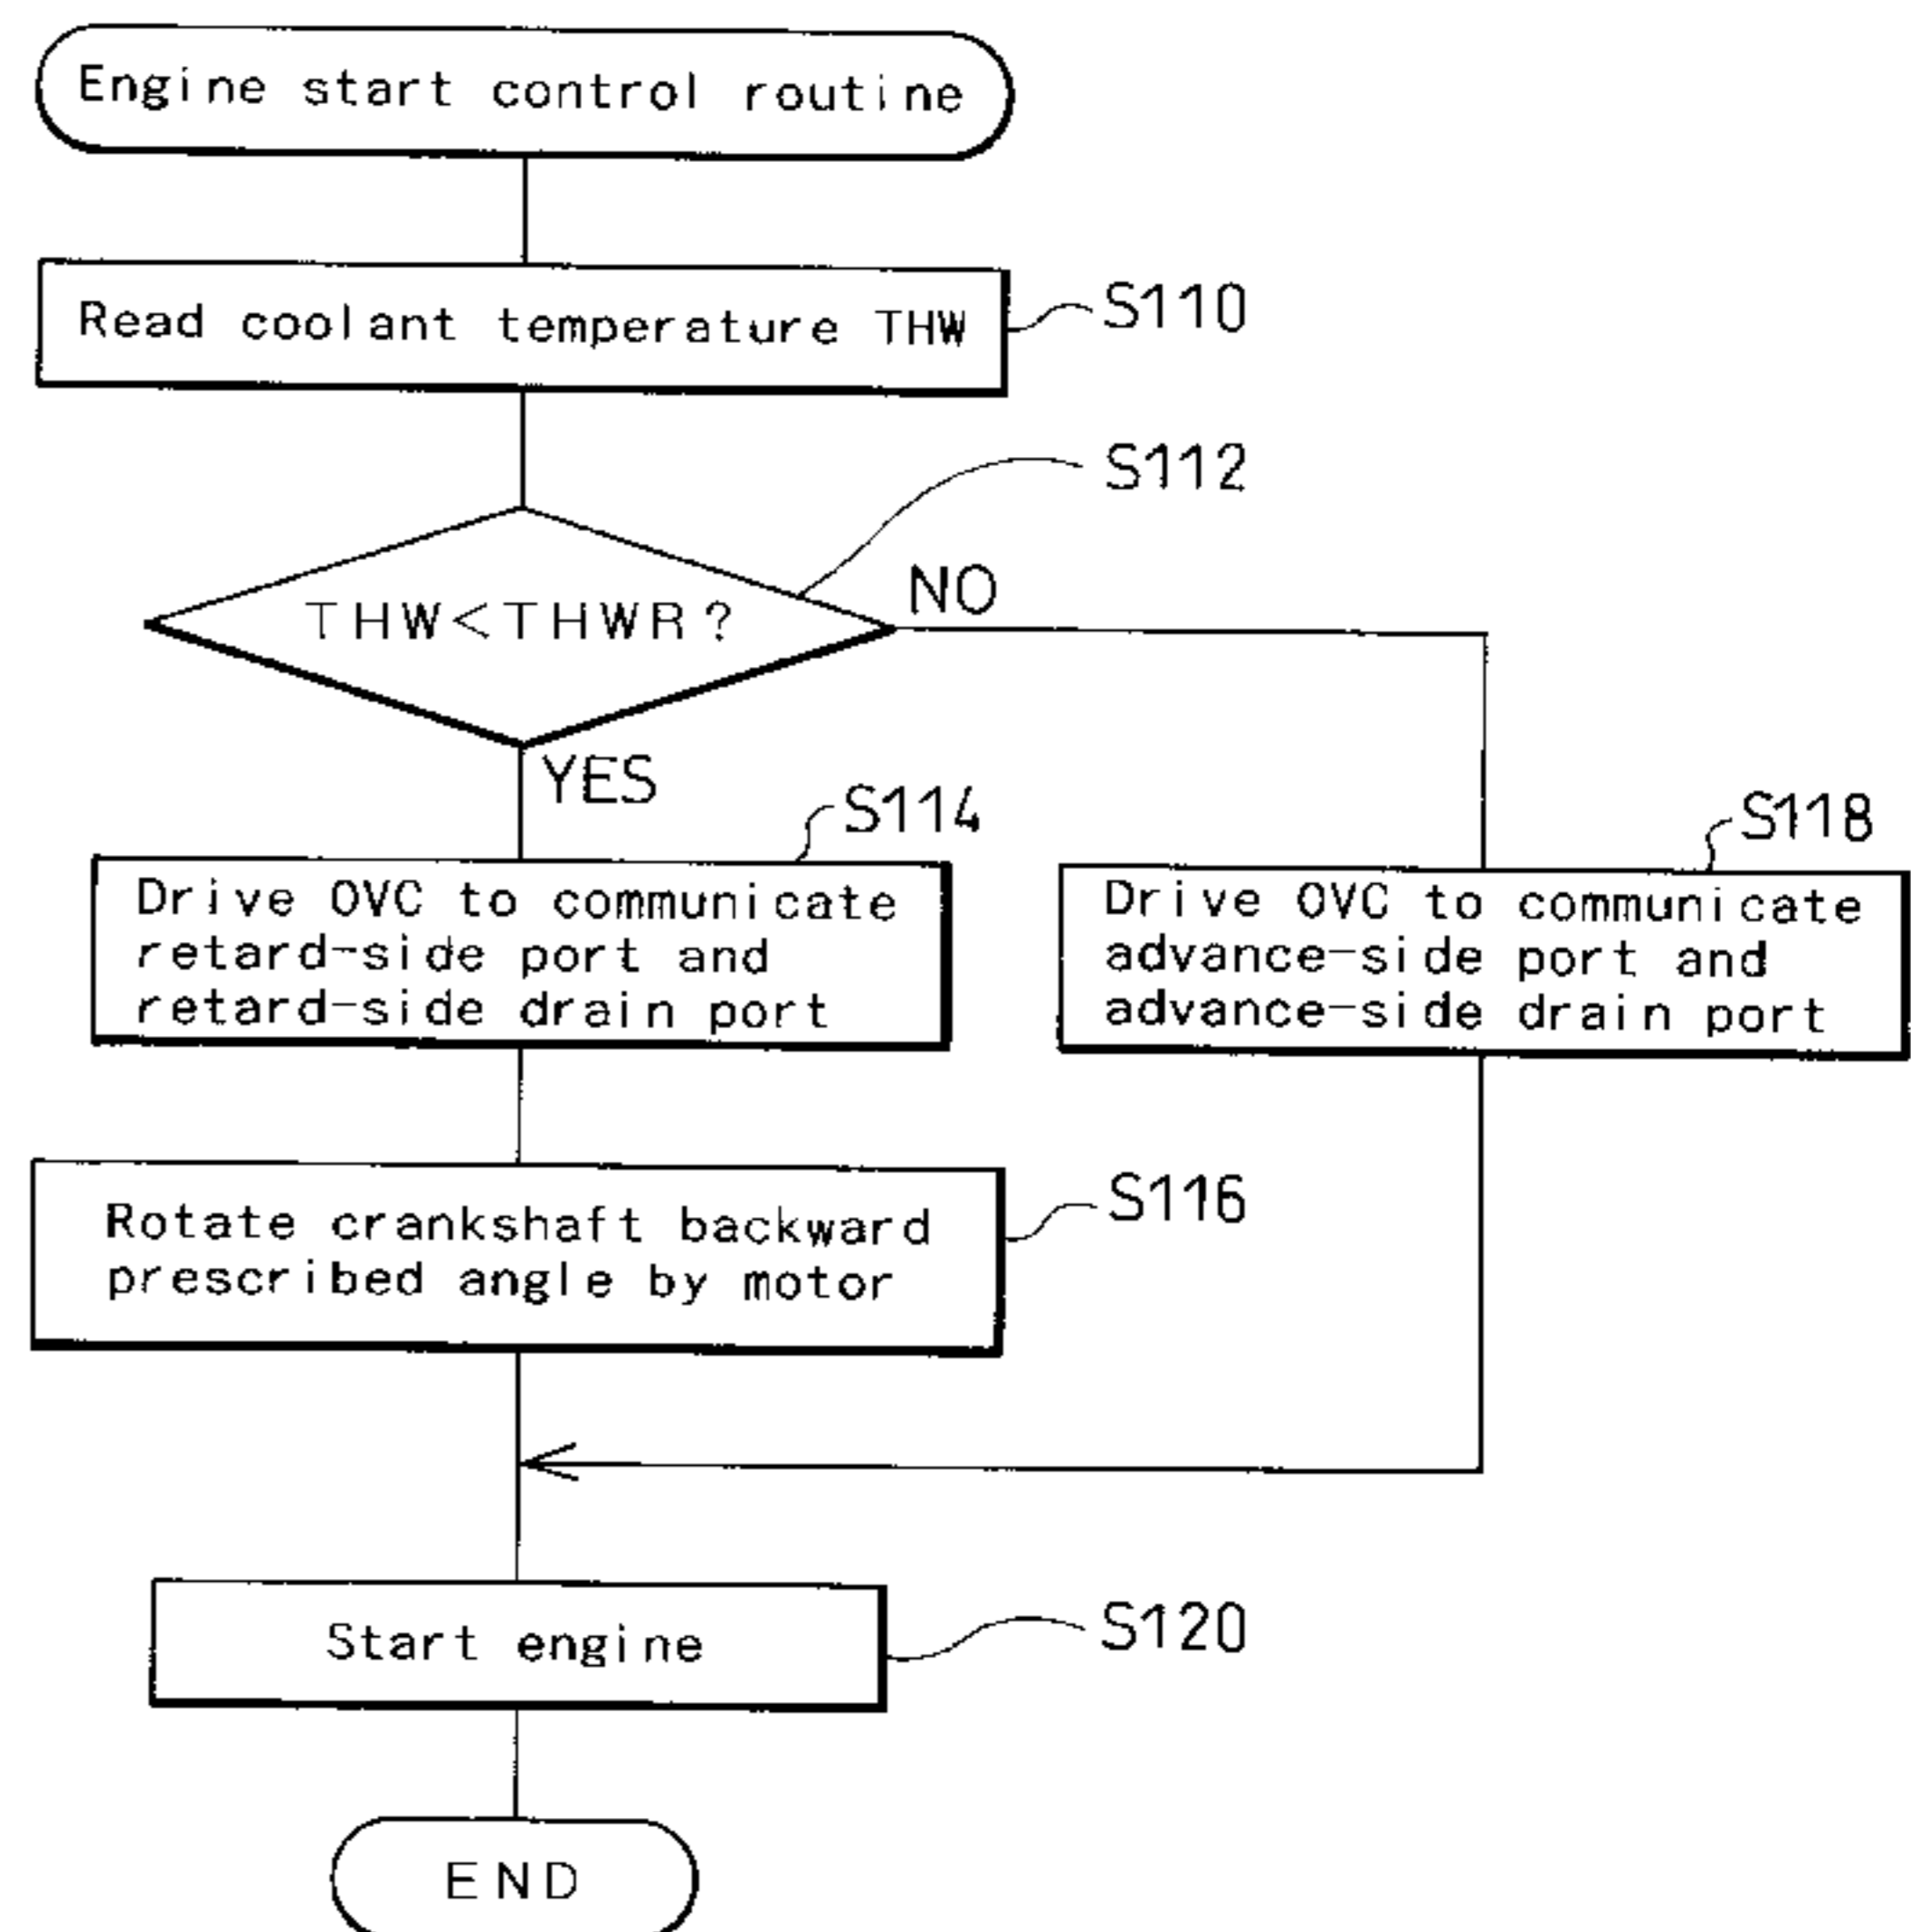 Engine start control routine
Read coolant temperature THW
S110
S112
THW<THWR?
NO
YES
S114
Drive OVC to communicate
retard-side port and
retard-side drain port
S118
Drive OVC to communicate
advance-side port and
advance-side drain port
Rotate crankshaft backward
prescribed angle by motor
S116
Start engine
S120
END